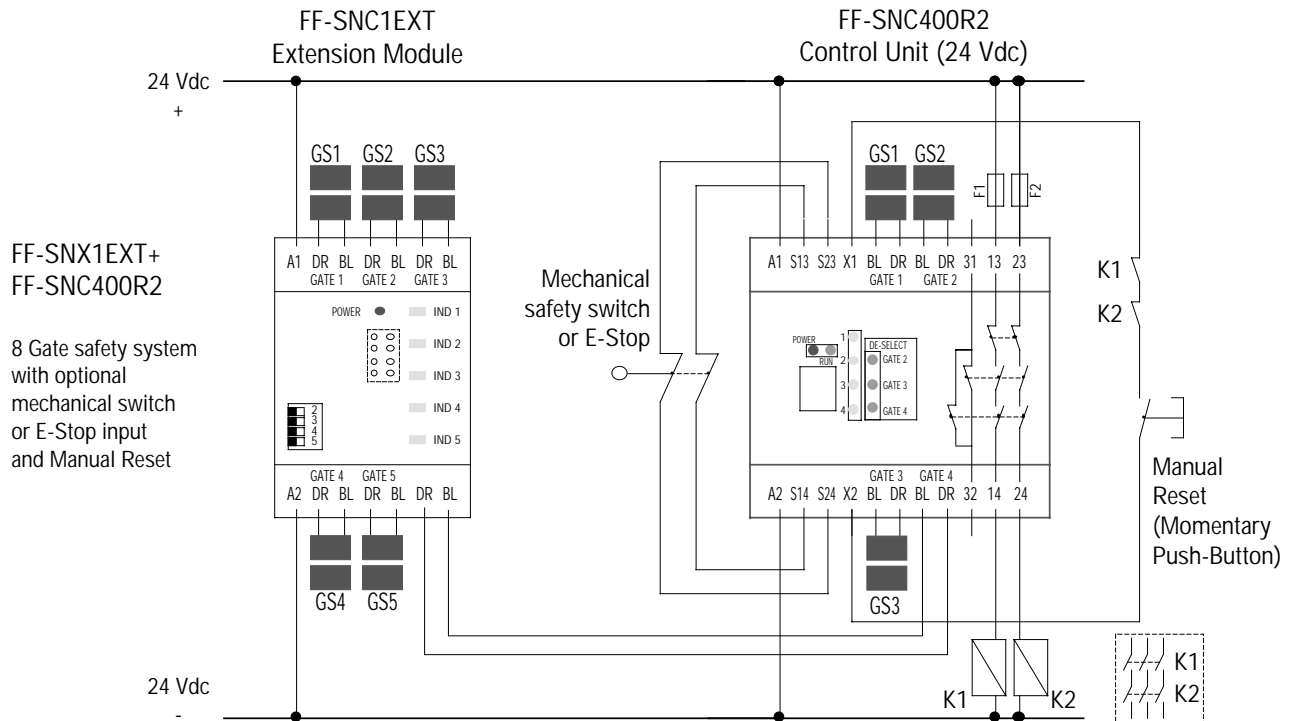 FF-SNC1EXT
Extension Module
FF-SNC400R2
Control Unit (24 Vdc)
24 Vdc
+
GS1 GS2 GS3
GS1 GS2
F1 F2
FF-SNX1EXT+
FF-SNC400R2
8 Gate safety system
with optional
mechanical switch
or E-Stop input
and Manual Reset
A1 DR BL DR BL DR BL
GATE 1 GATE 2 GATE 3
POWER IND 1
IND 2
IND 3
IND 4
IND 5
2
3
4
5
GATE 4 GATE 5
A2 DR BL DR BL DR BL
GS4 GS5
Mechanical
safety switch
or E-Stop
A1 S13 S23 X1 BL DR BL DR 31 13 23
GATE 1 GATE 2
POWER
RUN
1
2
3
4
DE-SELECT
GATE 2
GATE 3
GATE 4
GATE 3 GATE 4
A2 S14 S24 X2 BL DR BL DR 32 14 24
GS3
K1
K2
Manual
Reset
(Momentary
Push-Button)
K1 K2
K1
K2
24 Vdc
-